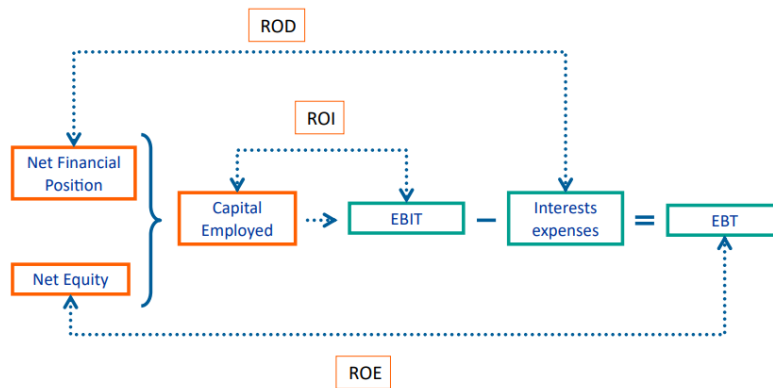 ROD
ROI
Net Financial
Position
Capital
Employed
EBIT
–
Interests
expenses
=
EBT
Net Equity
ROE